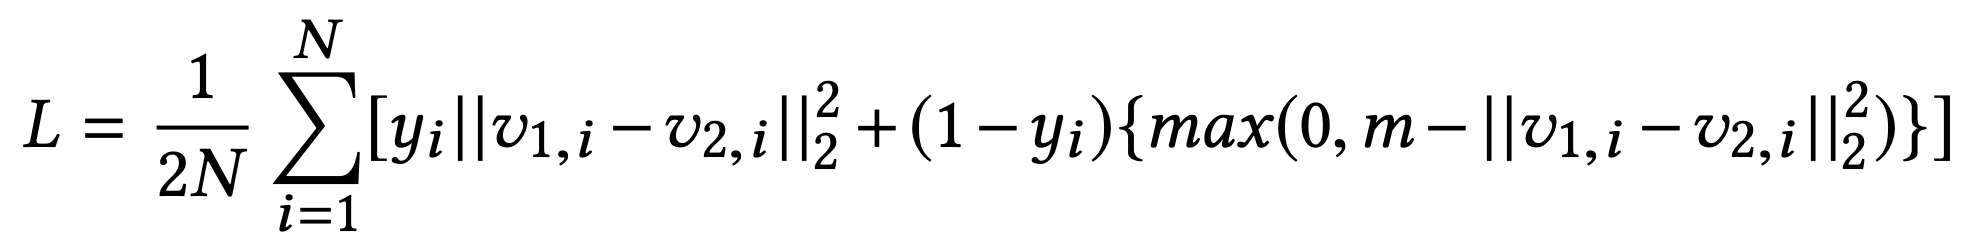 L = \frac{1}{2N} \sum_{i=1}^{N} [y_i||v_{1,i} - v_{2,i}||_2^2 + (1 - y_i)\{max(0, m - ||v_{1,i} - v_{2,i}||_2^2)\}]